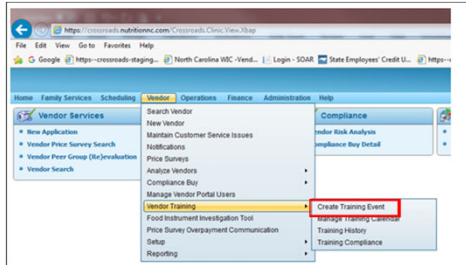 https://crossroads.nutritionnc.com/Crossroads.Clinic.View.Xbap
File Edit View Go to Favorites Help
Google https--crossroads-staging... North Carolina WIC -Vend... Login - SOAR State Employees' Credit U... https--c
Home Family Services Scheduling Vendor Operations Finance Administration Help
Vendor Services
New Application
Vendor Price Survey Search
Vendor Peer Group (Re)evaluation
Vendor Search
Search Vendor
New Vendor
Maintain Customer Service Issues
Notifications
Price Surveys
Analyze Vendors
Compliance Buy
Manage Vendor Portal Users
Vendor Training
Food Instrument Investigation Tool
Price Survey Overpayment Communication
Setup
Reporting
Compliance
endor Risk Analysis
ompliance Buy Detail
Create Training Event
Manage Training Calendar
Training History
Training Compliance